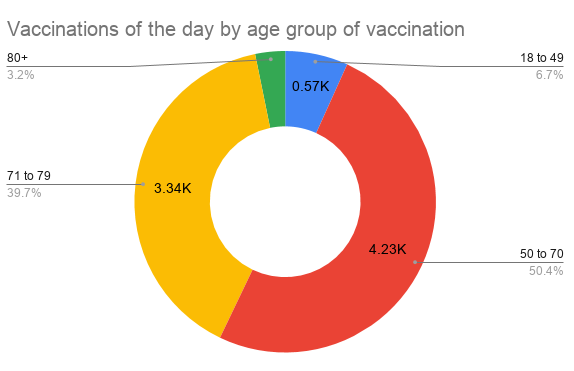 Vaccinations of the day by age group of vaccination
80+
3.2%
18 to 49
6.7%
0.57K
71 to 79
39.7%
3.34K
4.23K
50 to 70
50.4%